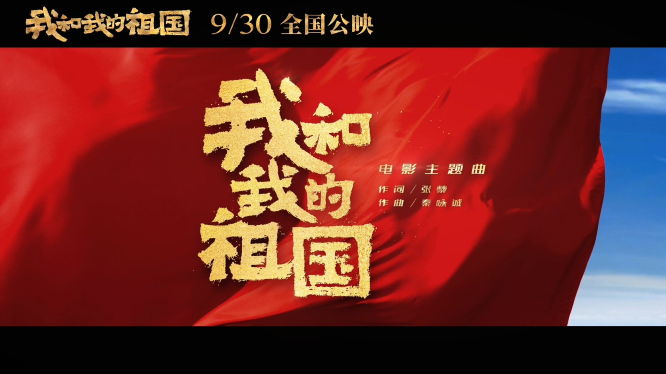 我和我的祖国 9/30 全国公映
我和
我的
祖国
电影主题曲
作词/张藜
作曲/秦咏诚